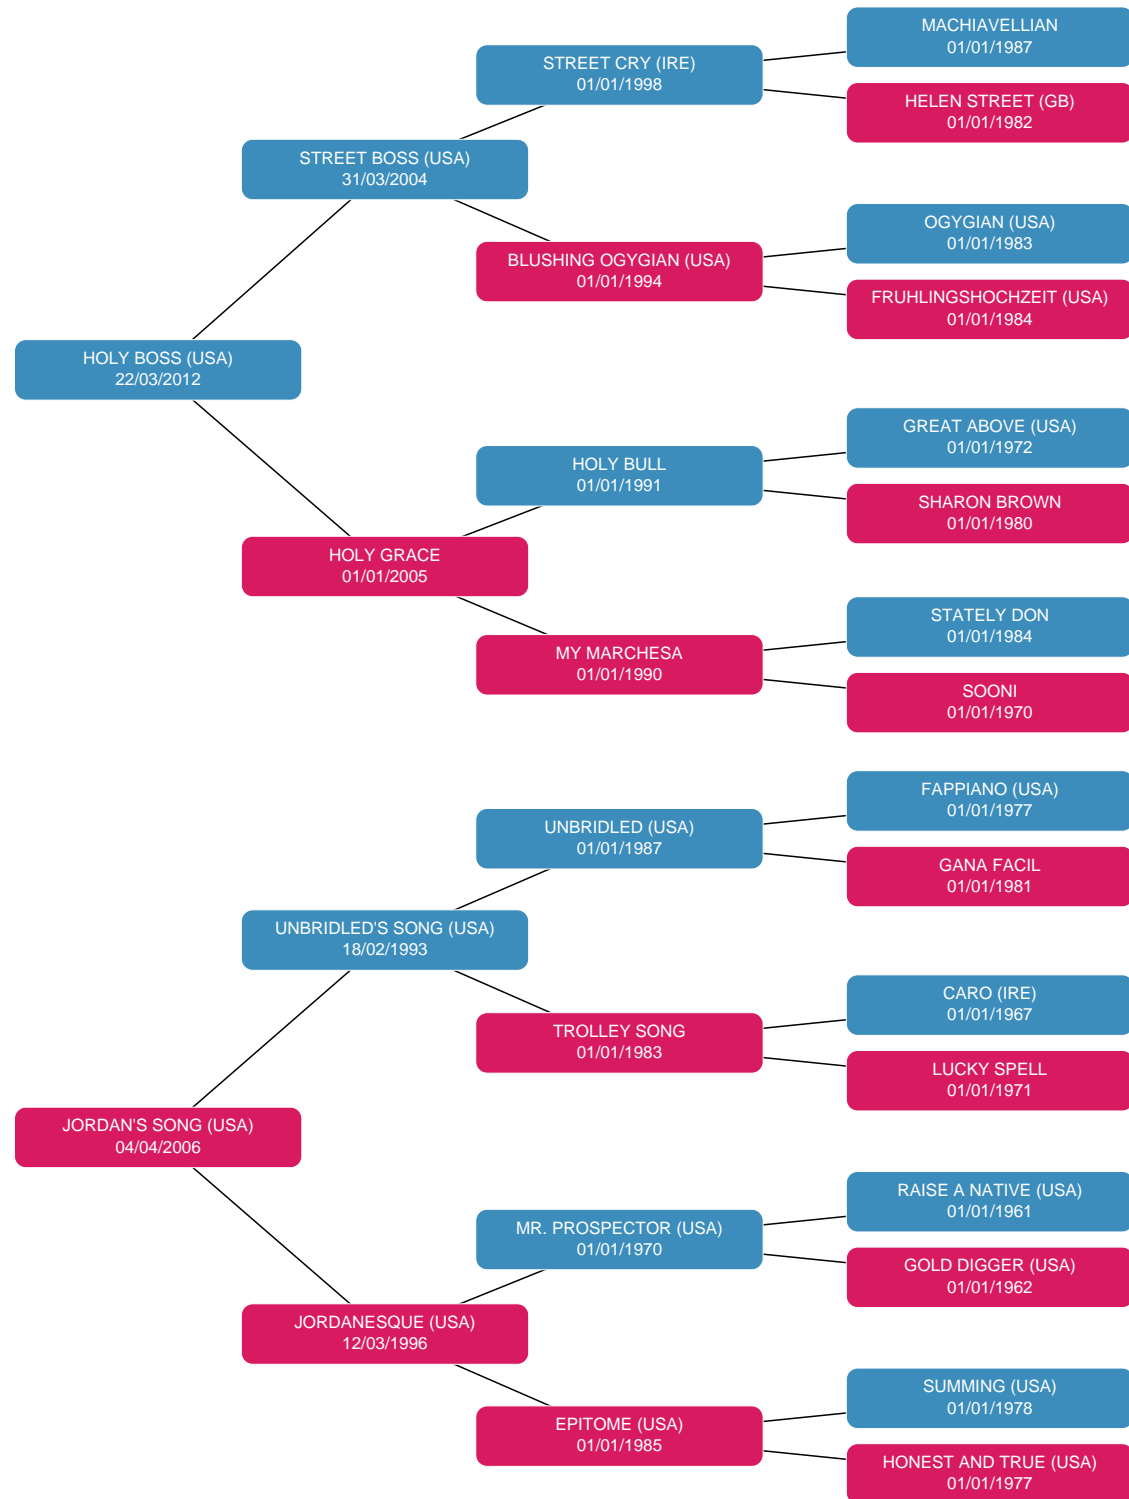 MACHIAVELLIAN
01/01/1987
STREET CRY (IRE)
01/01/1998
HELEN STREET (GB)
01/01/1982
STREET BOSS (USA)
31/03/2004
OGYGIAN (USA)
01/01/1983
BLUSHING OGYGIAN (USA)
01/01/1994
FRUHLINGSHOCHZEIT (USA)
01/01/1984
HOLY BOSS (USA)
22/03/2012
GREAT ABOVE (USA)
01/01/1972
HOLY BULL
01/01/1991
SHARON BROWN
01/01/1980
HOLY GRACE
01/01/2005
STATELY DON
01/01/1984
MY MARCHESA
01/01/1990
SOONI
01/01/1970
FAPPIANO (USA)
01/01/1977
UNBRIDLED (USA)
01/01/1987
GANA FACIL
01/01/1981
UNBRIDLED'S SONG (USA)
18/02/1993
CARO (IRE)
01/01/1967
TROLLEY SONG
01/01/1983
LUCKY SPELL
01/01/1971
JORDAN'S SONG (USA)
04/04/2006
RAISE A NATIVE (USA)
01/01/1961
MR. PROSPECTOR (USA)
01/01/1970
GOLD DIGGER (USA)
01/01/1962
JORDANESQUE (USA)
12/03/1996
SUMMING (USA)
01/01/1978
EPITOME (USA)
01/01/1985
HONEST AND TRUE (USA)
01/01/1977